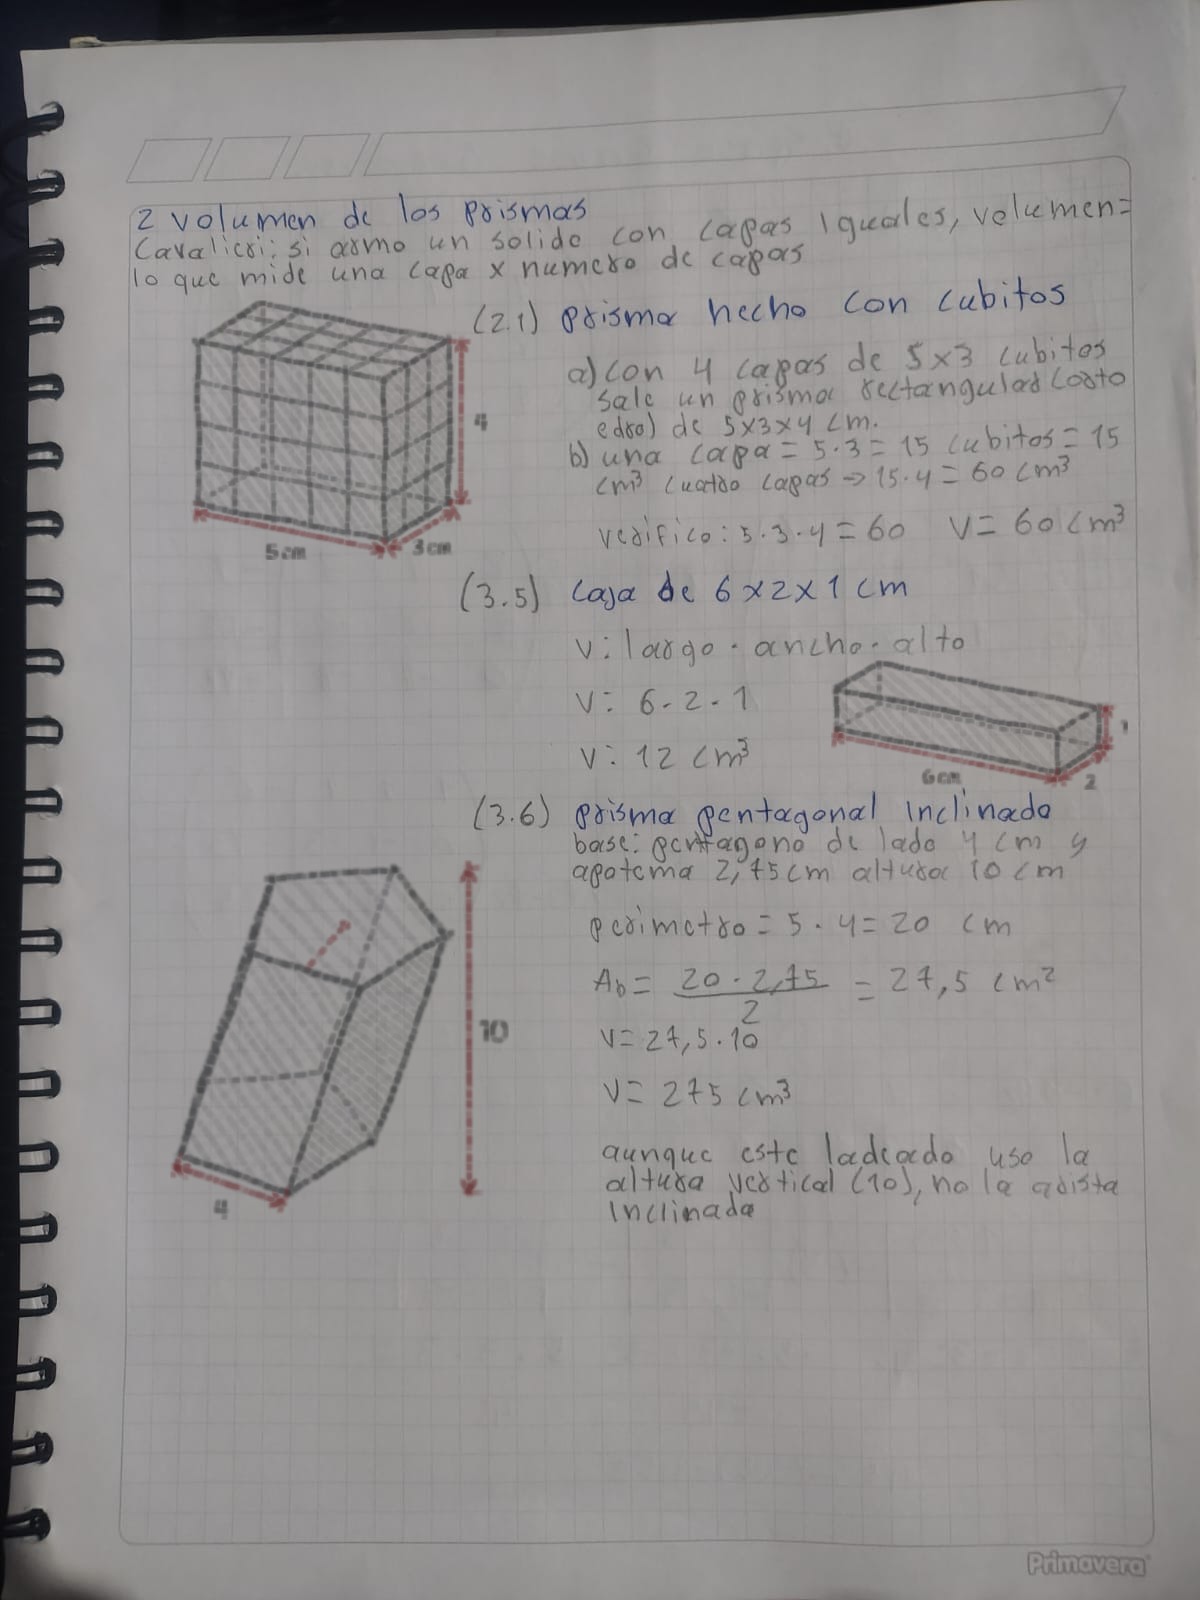 2 volumen de los prismas
Cavalieri: si armo un solido con capas iguales, volumen =
lo que mide una capa x numero de capas
(2.1) prisma hecho con cubitos
a) con 4 capas de 5x3 cubitos
sale un prisma rectangular (orto
edro) de 5x3x4 cm.
b) una capa = 5·3 = 15 cubitos = 15
cm³ cuatro capas → 15·4 = 60 cm³
verifico: 5·3·4 = 60 V = 60 cm³
4
5cm
3cm
(3.5) caja de 6x2x1 cm
V: largo · ancho · alto
V: 6·2·1
V: 12 cm³
1
6cm
2
(3.6) prisma pentagonal inclinado
base: pentagono de lado 4 cm y
apotema 2,75cm altura 10 cm
perimetro = 5·4 = 20 cm
Ab = 20·2,75 / 2 = 27,5 cm²
V = 27,5·10
V = 275 cm³
10
4
aunque este ladeado uso la
altura vertical (10), no la arista
inclinada
Primavera